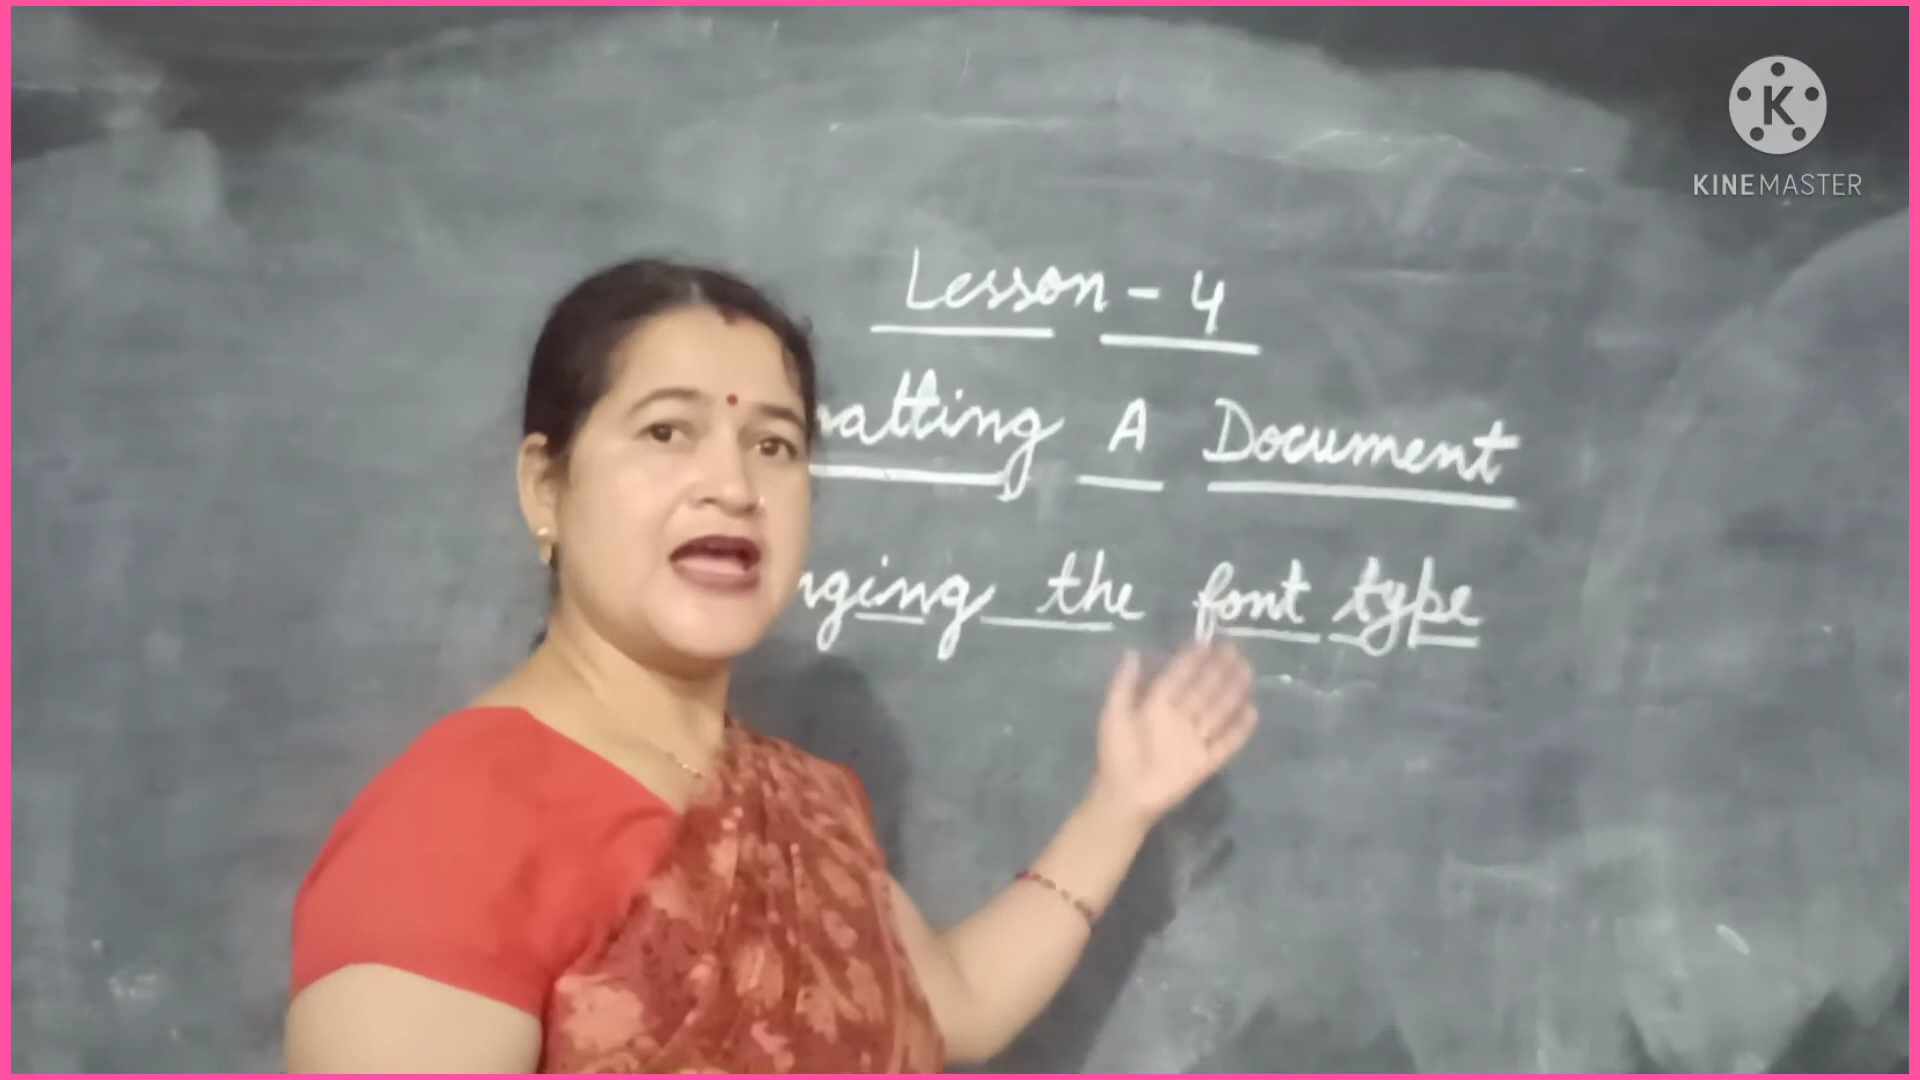 KINEMASTER
Lesson - 4
A Document
the font type